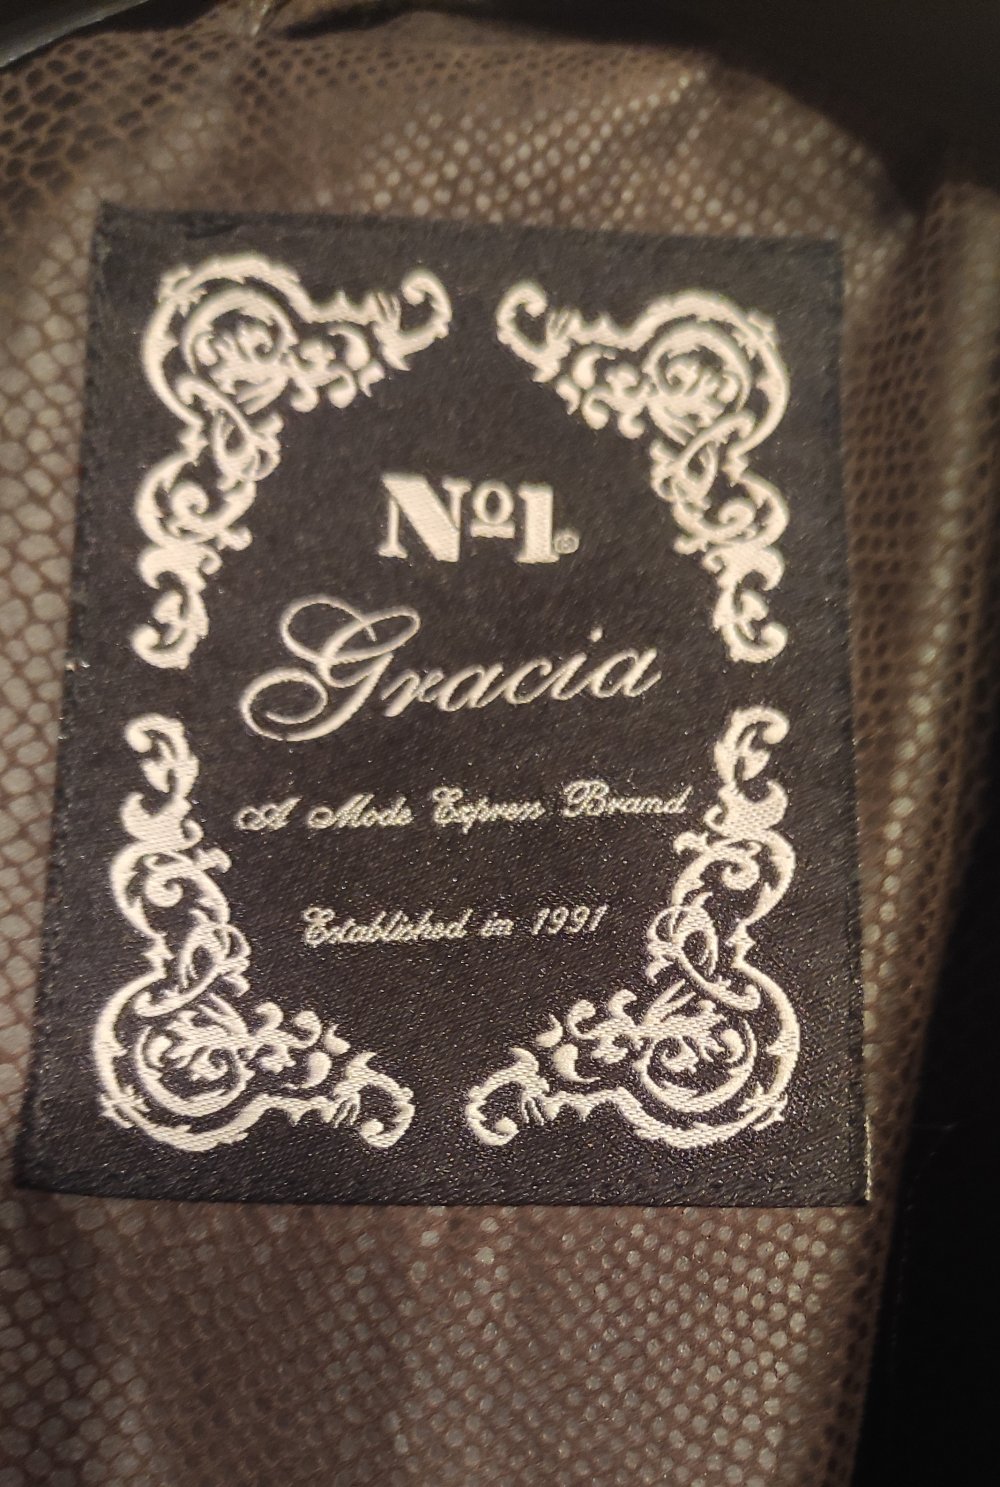 Nº1®
Gracia
A Mode Expren Brand
Established in 1991